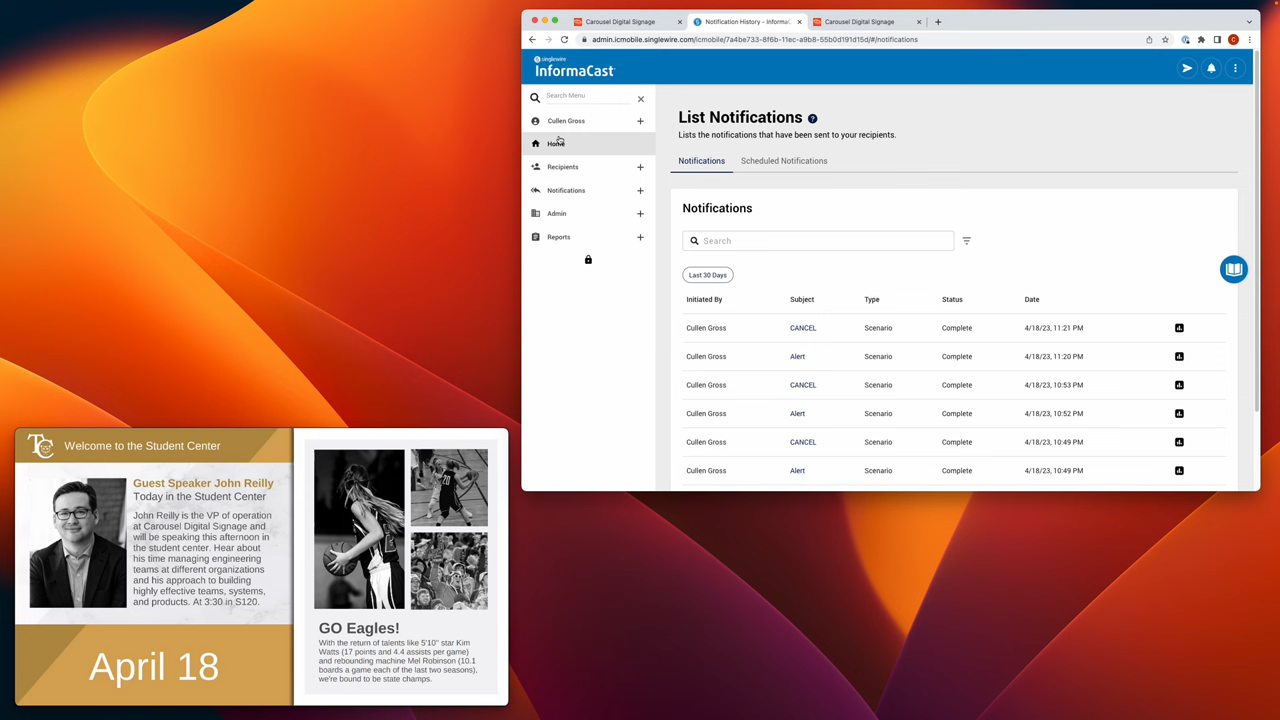 Carousel Digital Signage
Notification History - InformaC
Carousel Digital Signage
admin.icmobile.singlewire.com/icmobile/7a4be733-8f6b-11ec-a9b8-55b0d191d15d/#/notifications
C
singlewire
InformaCast
Search Menu
Cullen Gross
Home
Recipients
Notifications
Admin
Reports
List Notifications ?
Lists the notifications that have been sent to your recipients.
Notifications
Scheduled Notifications
Notifications
Search
Last 30 Days
Initiated By Subject Type Status Date
Cullen Gross CANCEL Scenario Complete 4/18/23, 11:21 PM
Cullen Gross Alert Scenario Complete 4/18/23, 11:20 PM
Cullen Gross CANCEL Scenario Complete 4/18/23, 10:53 PM
Cullen Gross Alert Scenario Complete 4/18/23, 10:52 PM
Cullen Gross CANCEL Scenario Complete 4/18/23, 10:49 PM
Cullen Gross Alert Scenario Complete 4/18/23, 10:49 PM
TC Welcome to the Student Center
Guest Speaker John Reilly
Today in the Student Center
John Reilly is the VP of operation
at Carousel Digital Signage and
will be speaking this afternoon in
the student center. Hear about
his time managing engineering
teams at different organizations
and his approach to building
highly effective teams, systems,
and products. At 3:30 in S120.
April 18
20
GO Eagles!
With the return of talents like 5'10" star Kim
Watts (17 points and 4.4 assists per game)
and rebounding machine Mel Robinson (10.1
boards a game each of the last two seasons),
we're bound to be state champs.